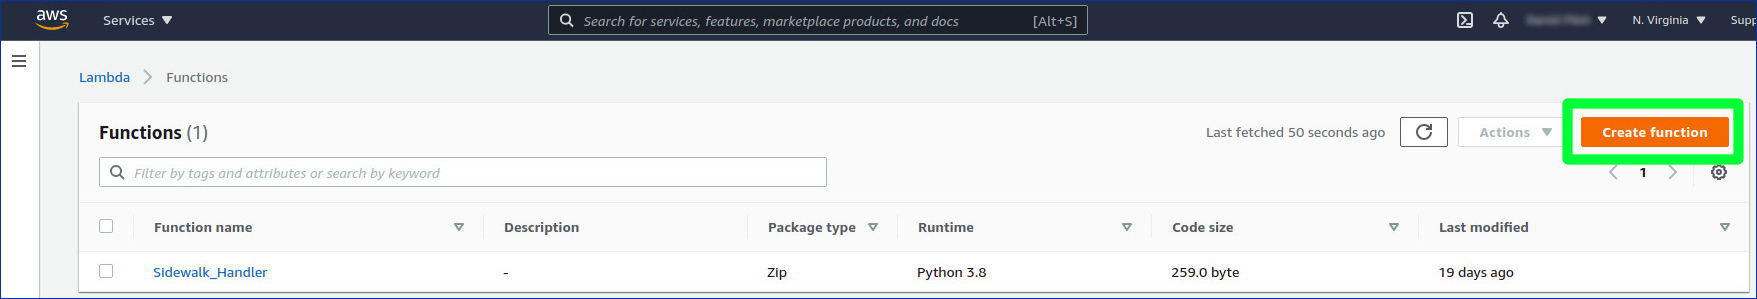 aws Services Search for services, features, marketplace products, and docs [Alt+S] N. Virginia Supp
Lambda Functions
Functions (1) Last fetched 50 seconds ago Actions Create function
Filter by tags and attributes or search by keyword 1
Function name Description Package type Runtime Code size Last modified
Sidewalk_Handler - Zip Python 3.8 259.0 byte 19 days ago